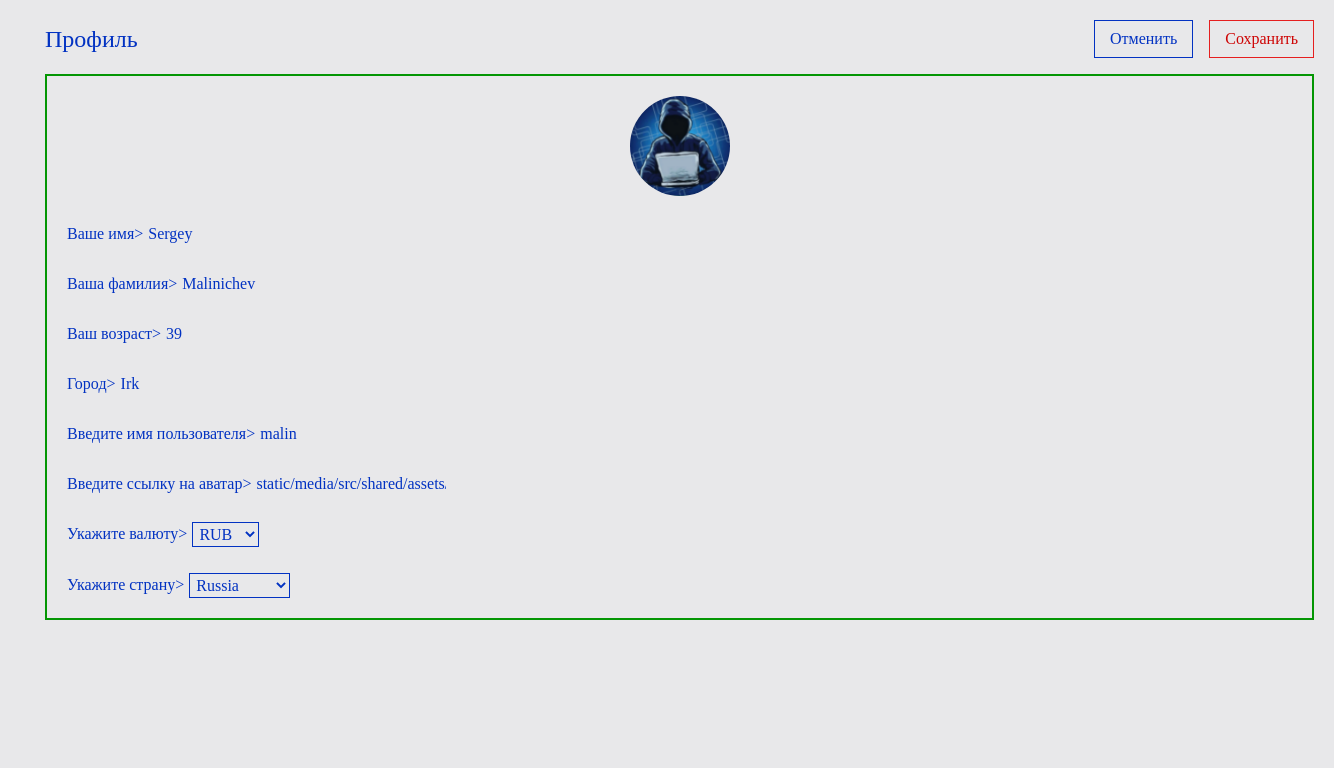 Профиль
Отменить
Сохранить
Ваше имя> Sergey
Ваша фамилия> Malinichev
Ваш возраст> 39
Город> Irk
Введите имя пользователя> malin
Введите ссылку на аватар> static/media/src/shared/assets
Укажите валюту> RUB
Укажите страну> Russia